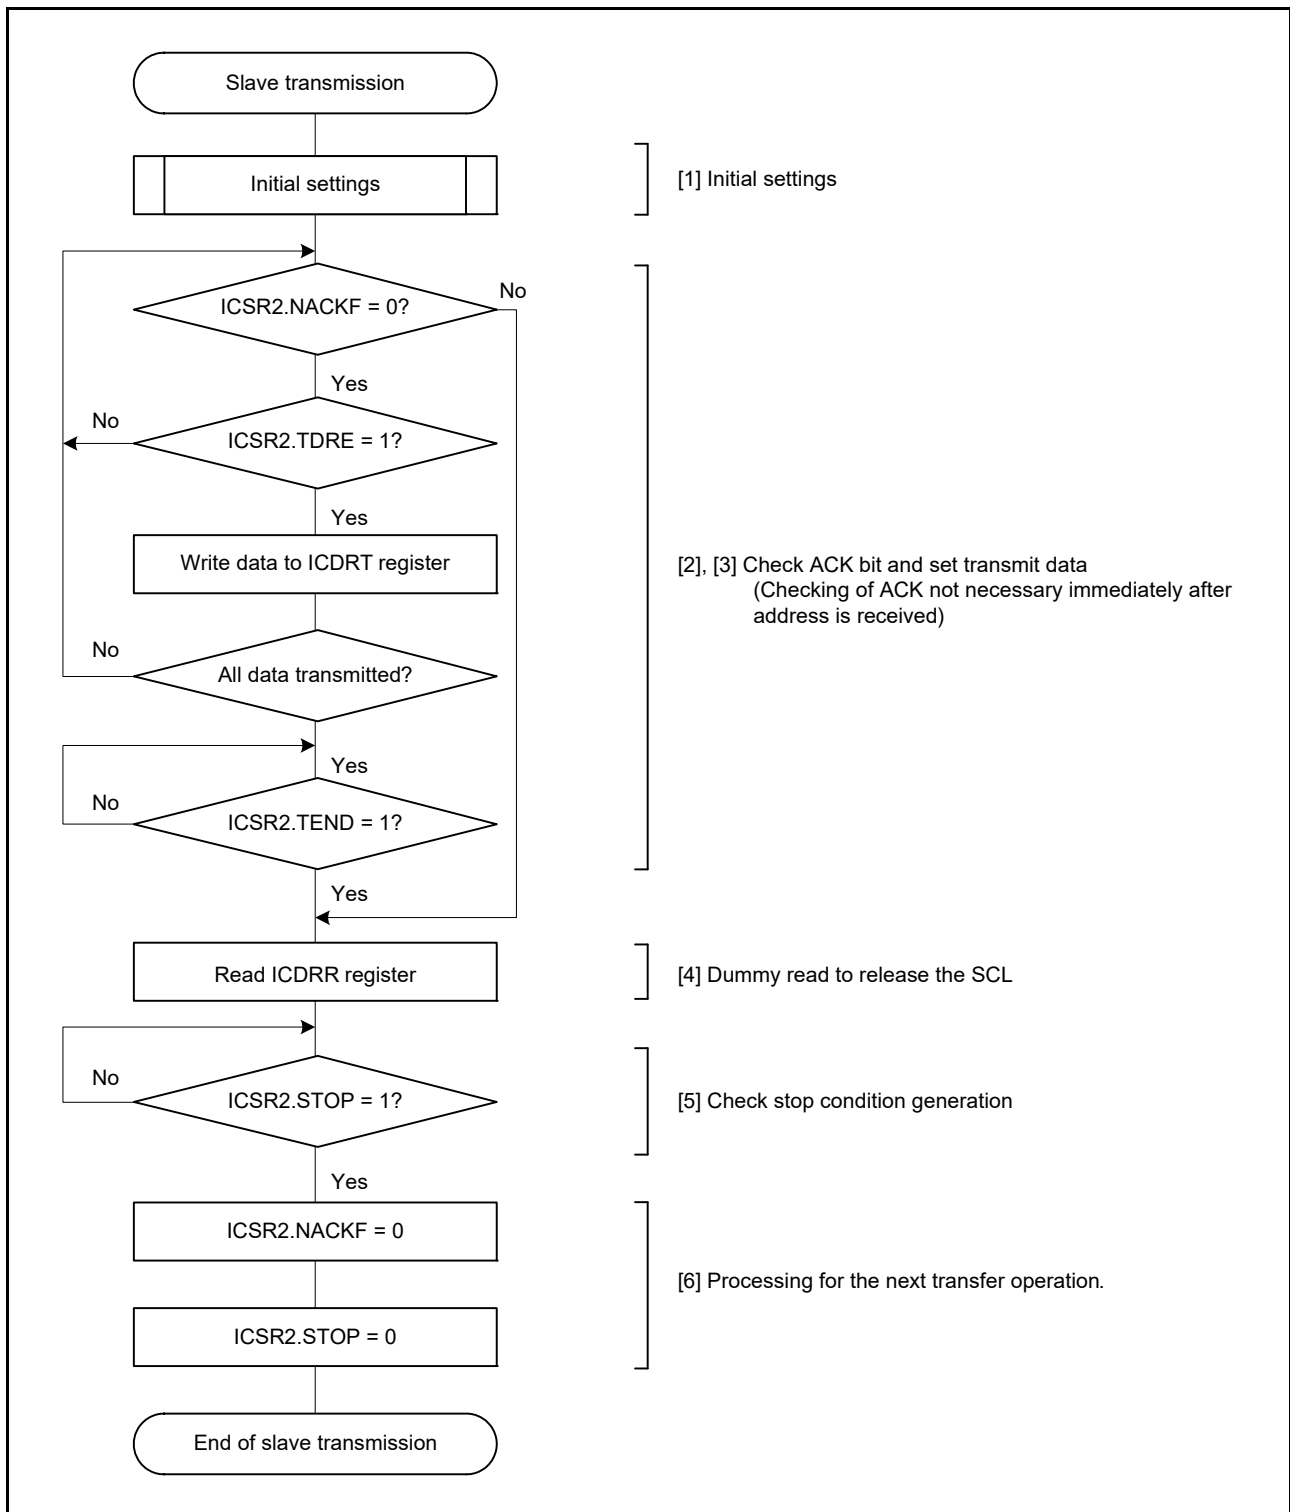 Slave transmission
Initial settings
[1] Initial settings
ICSR2.NACKF = 0?
No
Yes
No
ICSR2.TDRE = 1?
Yes
Write data to ICDRT register
[2], [3] Check ACK bit and set transmit data
(Checking of ACK not necessary immediately after
address is received)
No
All data transmitted?
Yes
No
ICSR2.TEND = 1?
Yes
Read ICDRR register
[4] Dummy read to release the SCL
No
ICSR2.STOP = 1?
[5] Check stop condition generation
Yes
ICSR2.NACKF = 0
[6] Processing for the next transfer operation.
ICSR2.STOP = 0
End of slave transmission